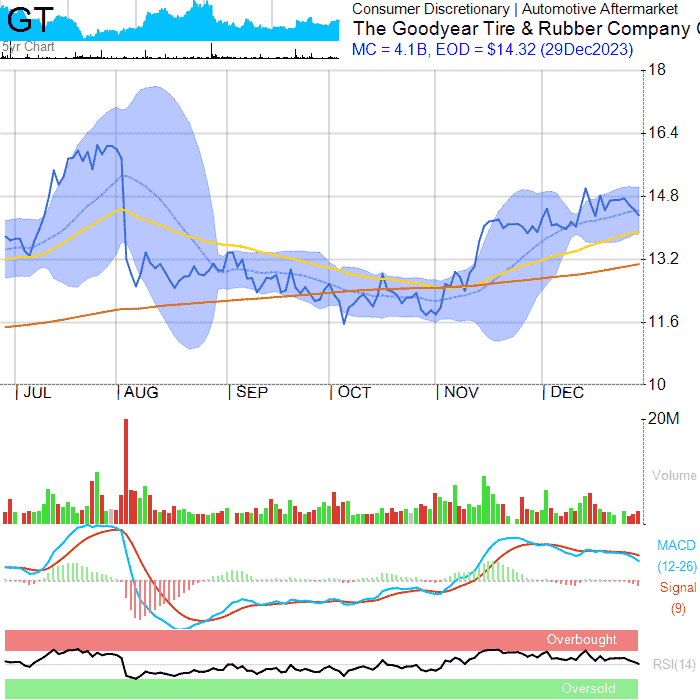 GT
5yr Chart
Consumer Discretionary | Automotive Aftermarket
The Goodyear Tire & Rubber Company
MC = 4.1B, EOD = $14.32 (29Dec2023)
18
16.4
14.8
13.2
11.6
10
JUL AUG SEP OCT NOV DEC
20M
Volume
MACD
(12-26)
Signal
(9)
Overbought
RSI(14)
Oversold